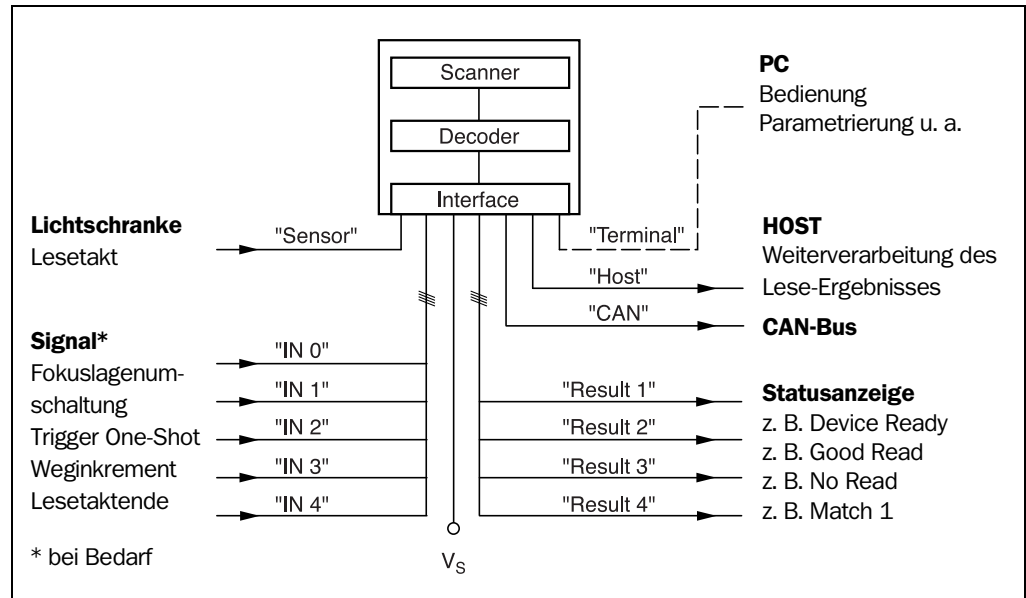 Scanner
Decoder
Interface
PC
Bedienung
Parametrierung u. a.
Lichtschranke
Lesetakt
"Sensor"
"Terminal"
"Host"
"CAN"
HOST
Weiterverarbeitung des
Lese-Ergebnisses
CAN-Bus
Signal*
Fokuslagenum-
schaltung
Trigger One-Shot
Weginkrement
Lesetaktende
"IN 0"
"IN 1"
"IN 2"
"IN 3"
"IN 4"
"Result 1"
"Result 2"
"Result 3"
"Result 4"
Statusanzeige
z. B. Device Ready
z. B. Good Read
z. B. No Read
z. B. Match 1
* bei Bedarf
VS